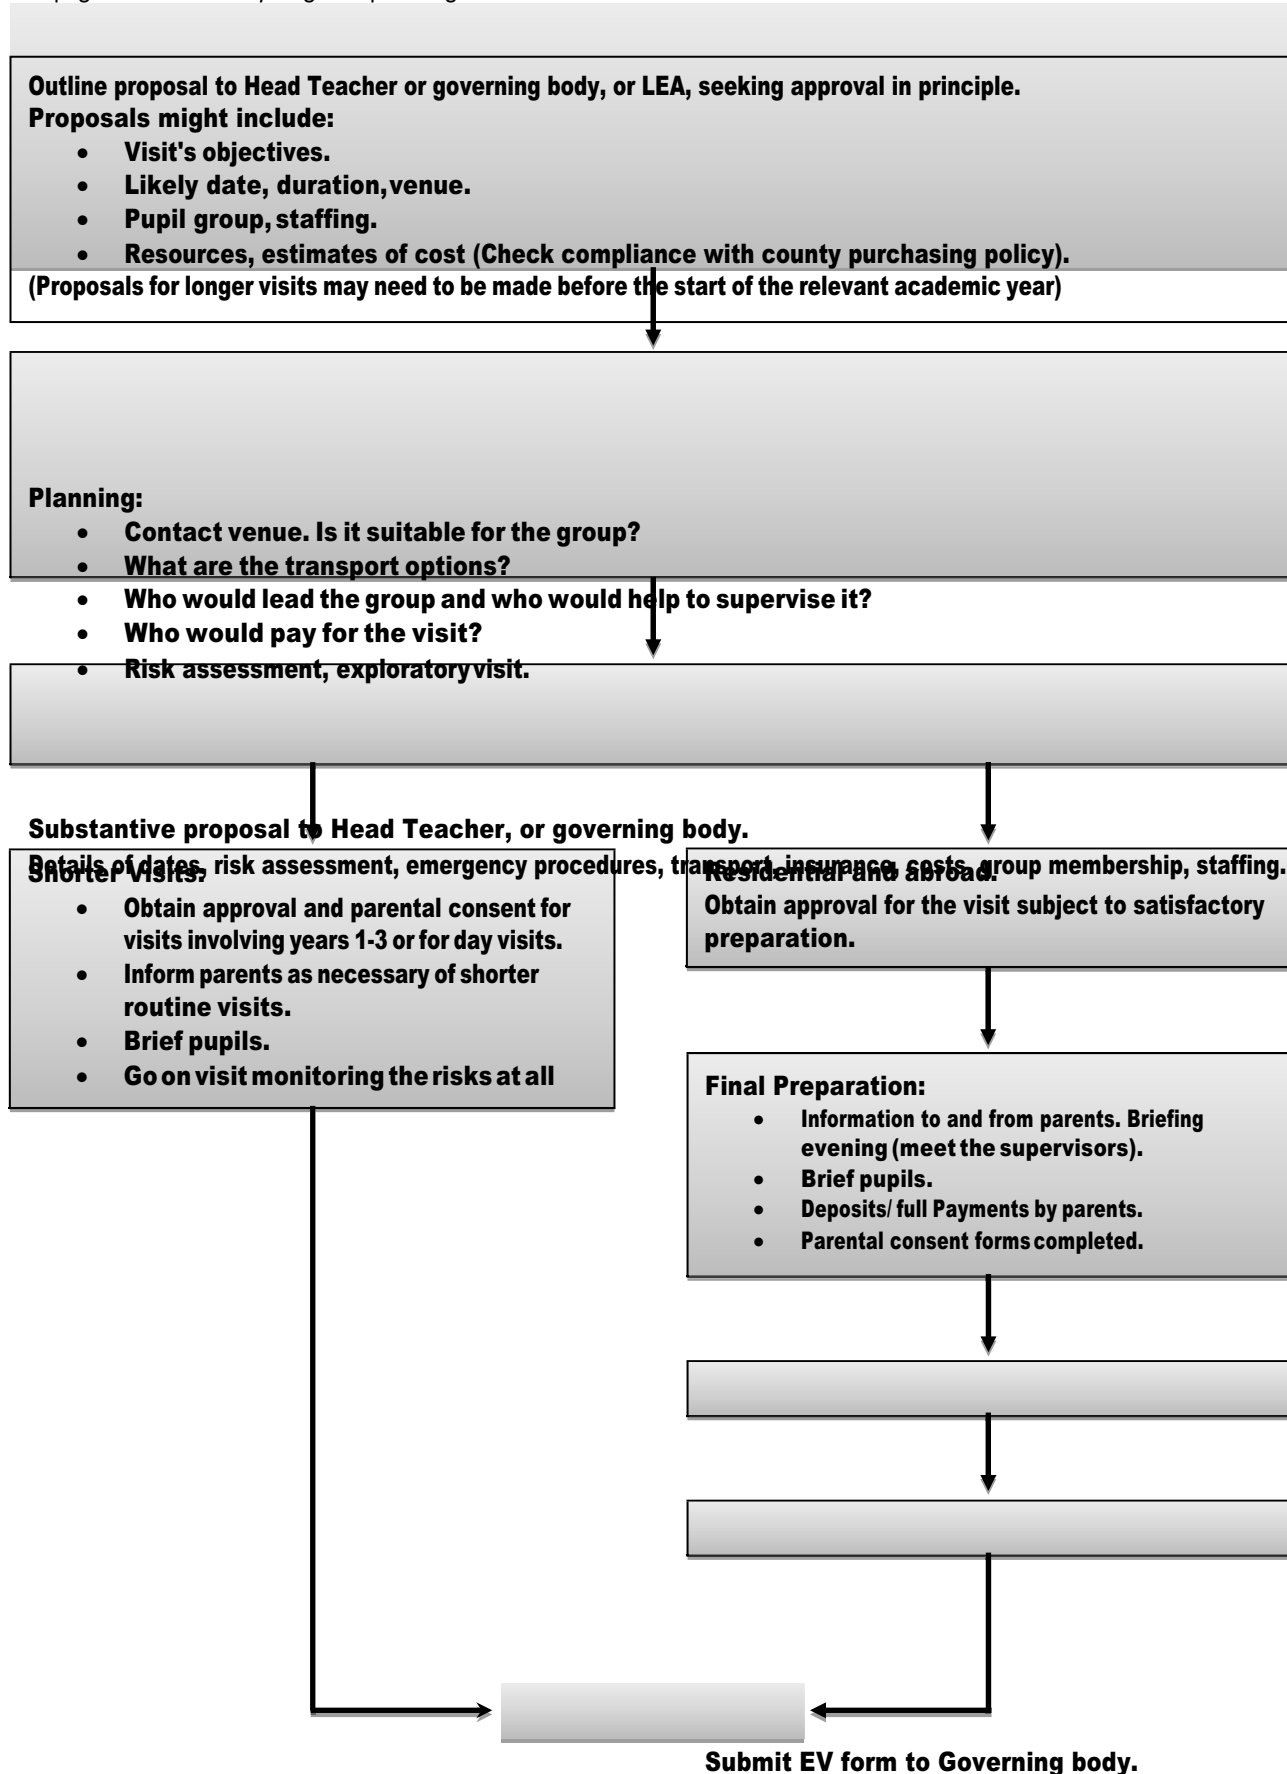 Outline proposal to Head Teacher or governing body, or LEA, seeking approval in principle.
Proposals might include:
• Visit's objectives.
• Likely date, duration, venue.
• Pupil group, staffing.
• Resources, estimates of cost (Check compliance with county purchasing policy).
(Proposals for longer visits may need to be made before the start of the relevant academic year)
Planning:
• Contact venue. Is it suitable for the group?
• What are the transport options?
• Who would lead the group and who would help to supervise it?
• Who would pay for the visit?
• Risk assessment, exploratory visit.
Substantive proposal to Head Teacher, or governing body.
Details of dates, risk assessment, emergency procedures, transport, insurance, costs, group membership, staffing.
Shorter Visits:
• Obtain approval and parental consent for
visits involving years 1-3 or for day visits.
• Inform parents as necessary of shorter
routine visits.
• Brief pupils.
• Go on visit monitoring the risks at all
Residential and abroad.
Obtain approval for the visit subject to satisfactory
preparation.
Final Preparation:
• Information to and from parents. Briefing
evening (meet the supervisors).
• Brief pupils.
• Deposits/ full Payments by parents.
• Parental consent forms completed.
Submit EV form to Governing body.